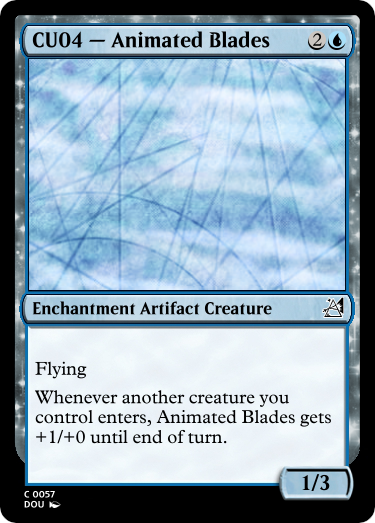 CU04 — Animated Blades 2
Enchantment Artifact Creature
Flying
Whenever another creature you
control enters, Animated Blades gets
+1/+0 until end of turn.
1/3
C 0057
DOU